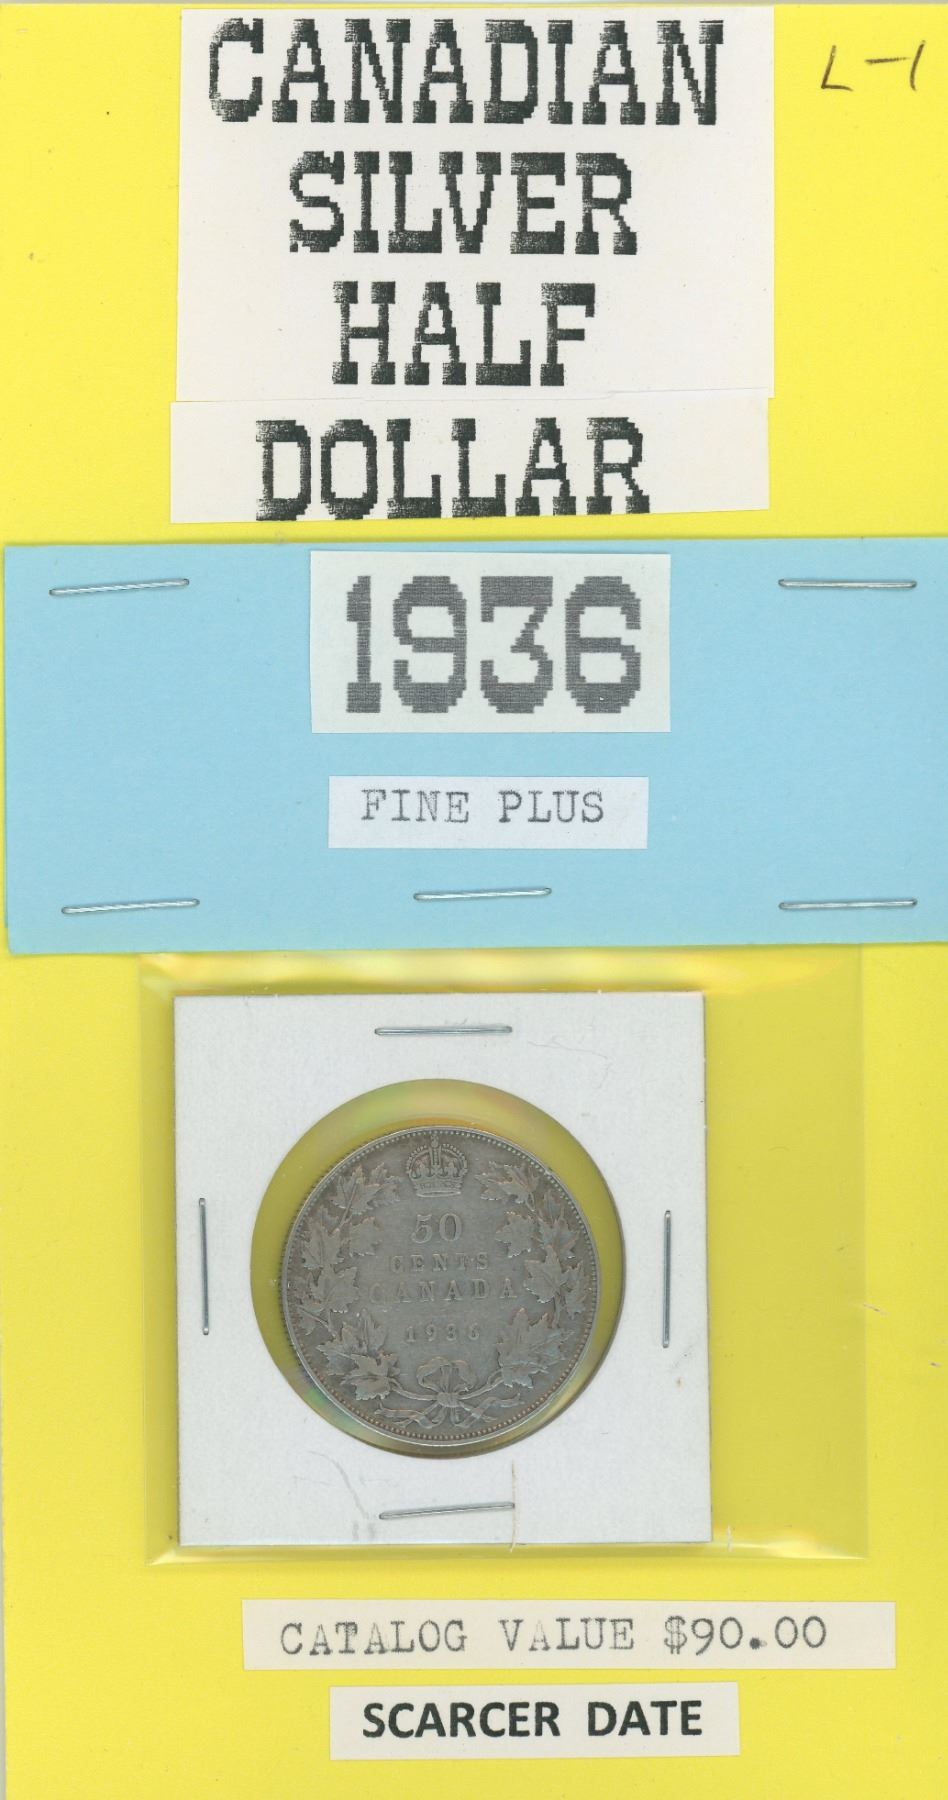 CANADIAN
L-1
SILVER
HALF
DOLLAR
1936
FINE PLUS
50
CENTS
CANADA
1936
CATALOG VALUE $90.00
SCARCER DATE